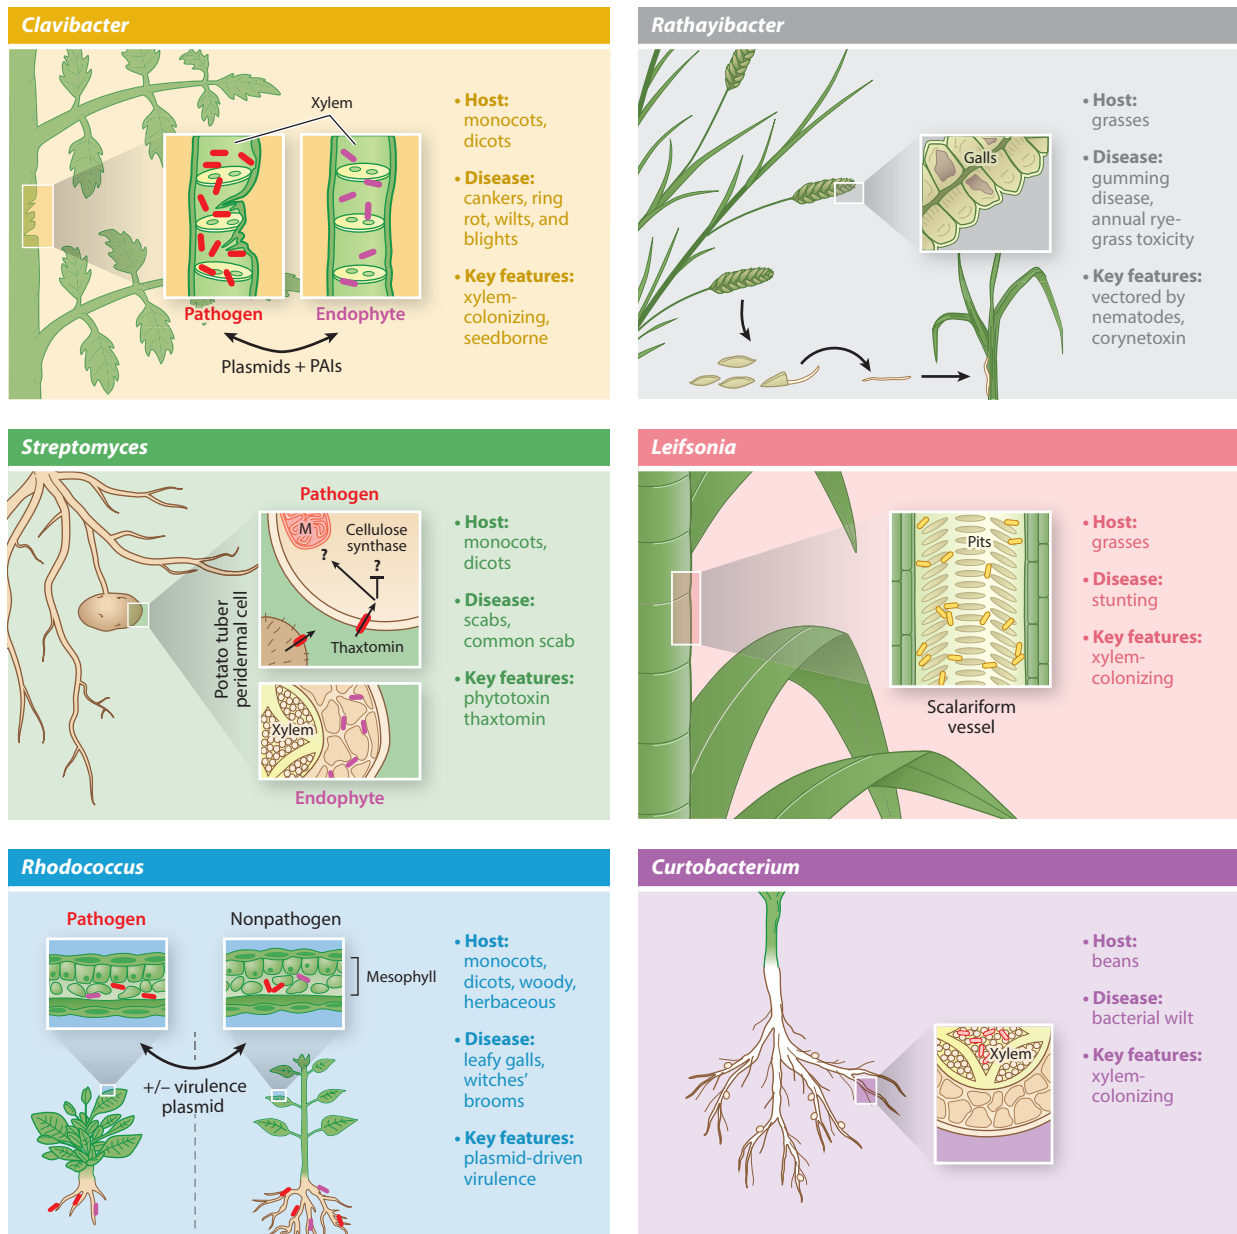 Clavibacter
Xylem
Pathogen
Endophyte
Plasmids + PAIs
• Host:
monocots,
dicots
• Disease:
cankers, ring
rot, wilts, and
blights
• Key features:
xylem-
colonizing,
seedborne
Rathayibacter
Galls
• Host:
grasses
• Disease:
gumming
disease,
annual rye-
grass toxicity
• Key features:
vectored by
nematodes,
corynetoxin
Streptomyces
Pathogen
M
Cellulose
synthase
?
?
Thaxtomin
Potato tuber
peridermal cell
Xylem
Endophyte
• Host:
monocots,
dicots
• Disease:
scabs,
common scab
• Key features:
phytotoxin
thaxtomin
Leifsonia
Pits
Scalariform
vessel
• Host:
grasses
• Disease:
stunting
• Key features:
xylem-
colonizing
Rhodococcus
Pathogen
Nonpathogen
Mesophyll
+/– virulence
plasmid
• Host:
monocots,
dicots, woody,
herbaceous
• Disease:
leafy galls,
witches’
brooms
• Key features:
plasmid-driven
virulence
Curtobacterium
Xylem
• Host:
beans
• Disease:
bacterial wilt
• Key features:
xylem-
colonizing